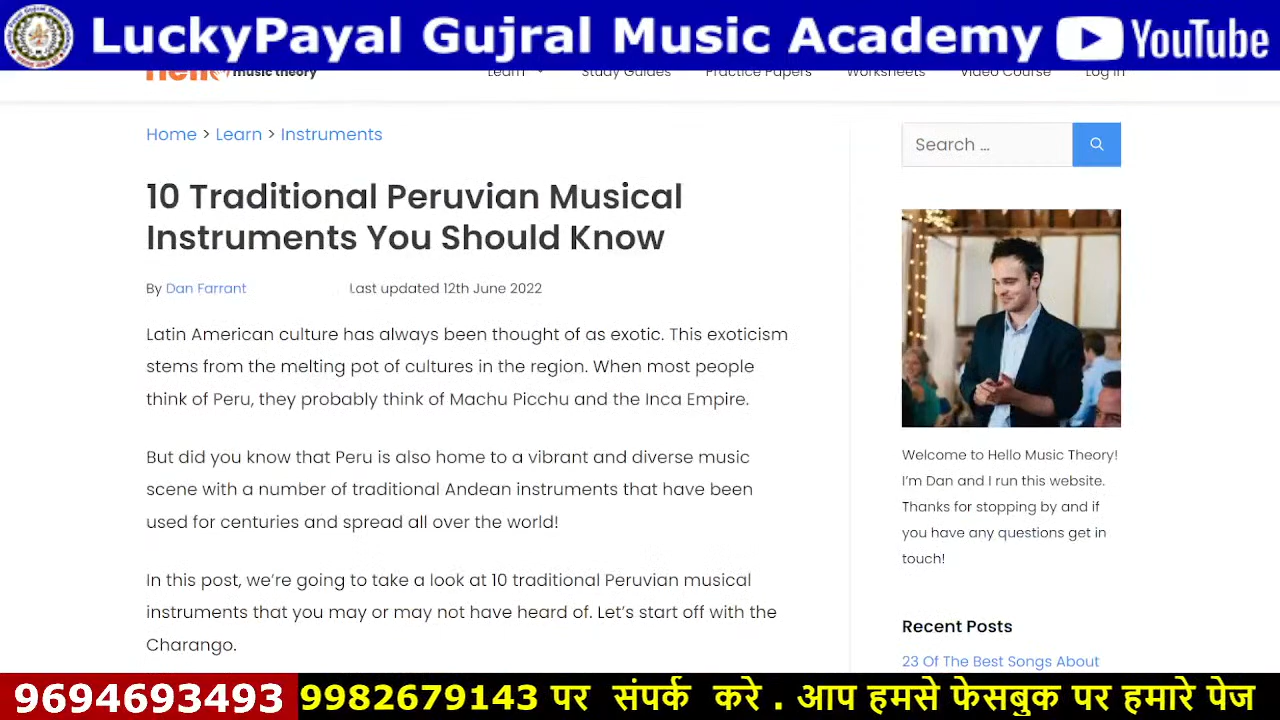 LuckyPayal Gujral Music Academy YouTube
Hello music theory Learn Study Guides Practice Papers Worksheets Video Course Log In
Home > Learn > Instruments
Search ...
10 Traditional Peruvian Musical
Instruments You Should Know
By Dan Farrant Last updated 12th June 2022
Latin American culture has always been thought of as exotic. This exoticism
stems from the melting pot of cultures in the region. When most people
think of Peru, they probably think of Machu Picchu and the Inca Empire.
But did you know that Peru is also home to a vibrant and diverse music
scene with a number of traditional Andean instruments that have been
used for centuries and spread all over the world!
In this post, we’re going to take a look at 10 traditional Peruvian musical
instruments that you may or may not have heard of. Let’s start off with the
Charango.
Welcome to Hello Music Theory!
I’m Dan and I run this website.
Thanks for stopping by and if
you have any questions get in
touch!
Recent Posts
23 Of The Best Songs About
9694693493 9982679143 पर संपर्क करे . आप हमसे फेसबुक पर हमारे पेज